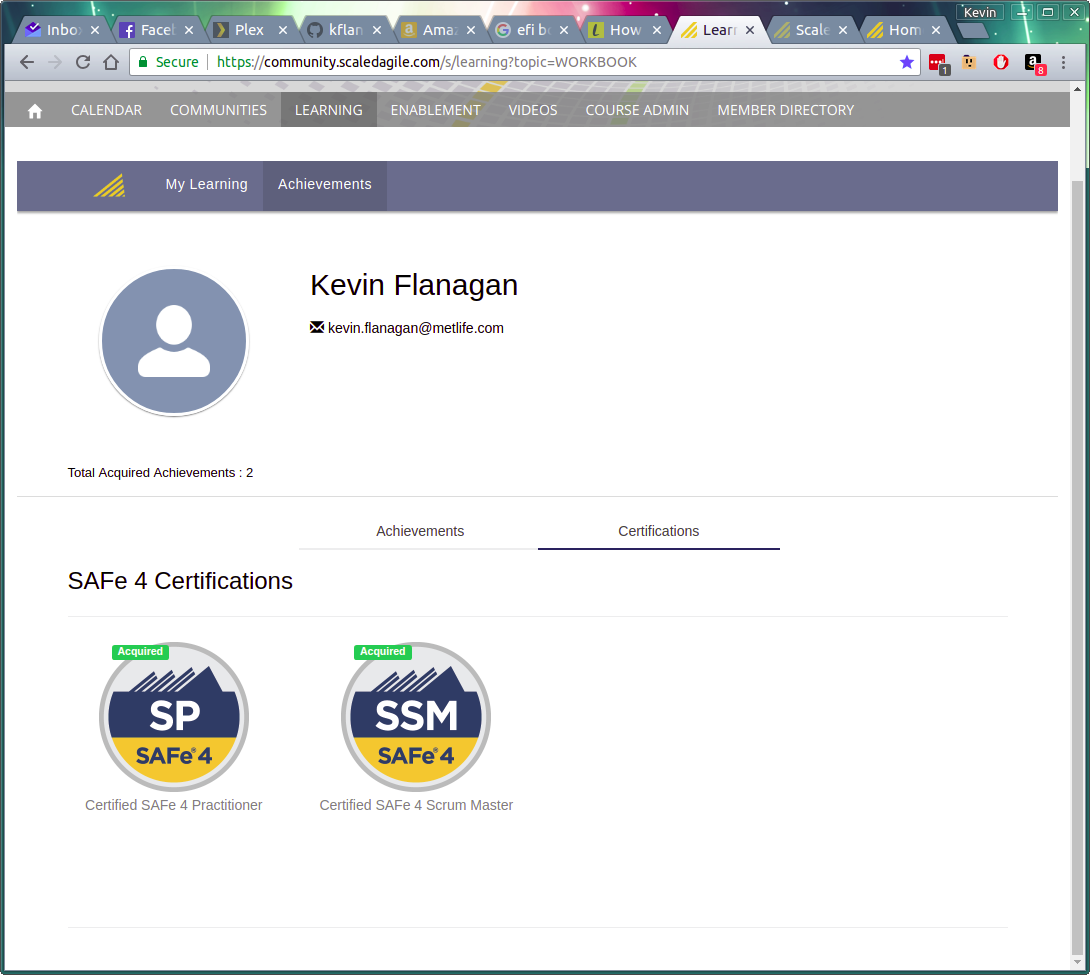 Kevin
Inbo
Faceb
Plex
kflan
Amaz
efi bo
How
Learn
Scale
Hom
Secure
https://community.scaledagile.com/s/learning?topic=WORKBOOK
1
8
CALENDAR COMMUNITIES LEARNING ENABLEMENT VIDEOS COURSE ADMIN MEMBER DIRECTORY
My Learning Achievements
Kevin Flanagan
kevin.flanagan@metlife.com
Total Acquired Achievements : 2
Achievements Certifications
SAFe 4 Certifications
Acquired
SP
SAFe® 4
Certified SAFe 4 Practitioner
Acquired
SSM
SAFe® 4
Certified SAFe 4 Scrum Master